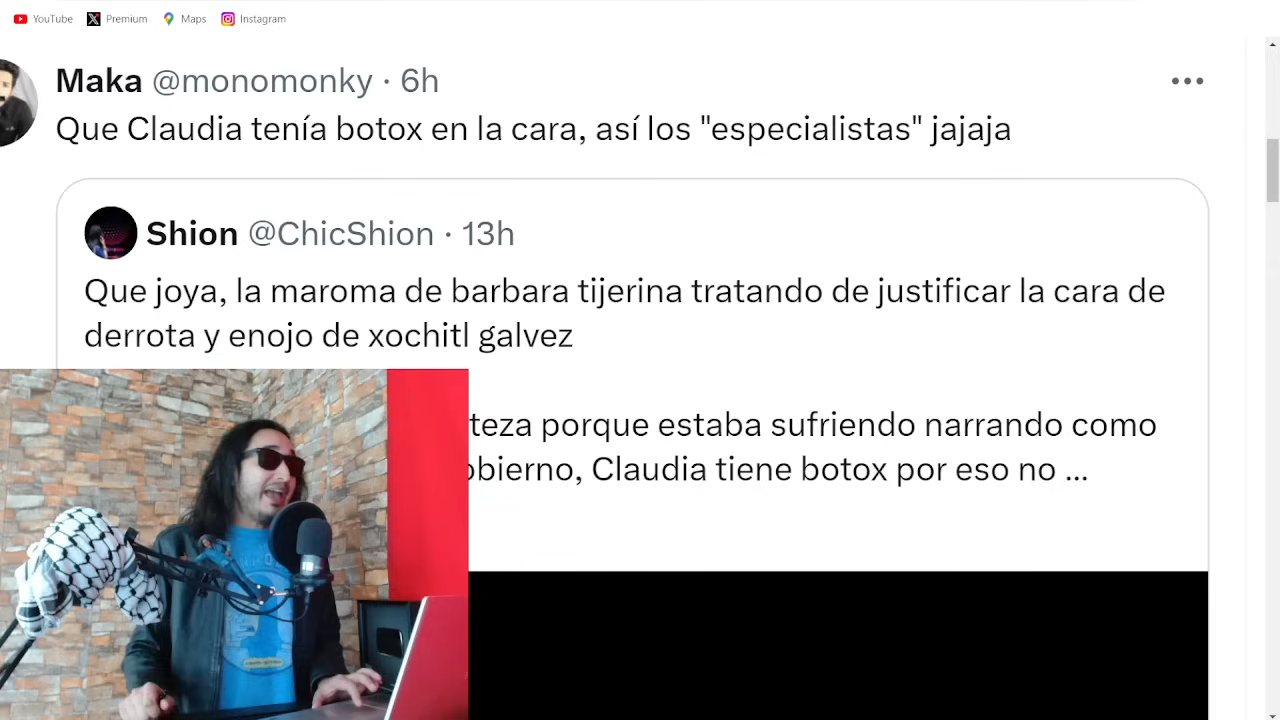 YouTube Premium Maps Instagram
Maka @monomonky · 6h
Que Claudia tenía botox en la cara, así los "especialistas" jajaja
Shion @ChicShion · 13h
Que joya, la maroma de barbara tijerina tratando de justificar la cara de
derrota y enojo de xochitl galvez
teza porque estaba sufriendo narrando como
obierno, Claudia tiene botox por eso no ...